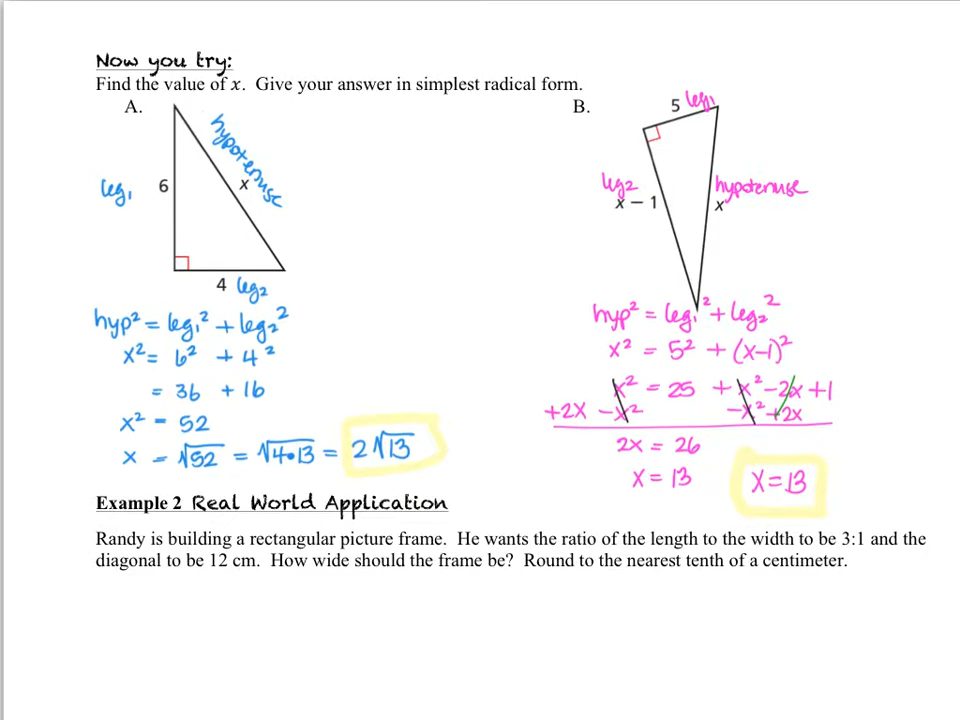 Now you try:
Find the value of x. Give your answer in simplest radical form.
A.
hypotenuse
leg₁ 6
x
4 leg₂
hyp² = leg₁² + leg₂²
x² = 6² + 4²
= 36 + 16
x² = 52
x = √52 = √4•13 = 2√13
B.
5 leg₁
leg₂
x − 1
hypotenuse
x
hyp² = leg₁² + leg₂²
x² = 5² + (x−1)²
x² = 25 + x² − 2x + 1
+2x −x² −x² +2x
2x = 26
x = 13 x = 13
Example 2 Real World Application
Randy is building a rectangular picture frame. He wants the ratio of the length to the width to be 3:1 and the
diagonal to be 12 cm. How wide should the frame be? Round to the nearest tenth of a centimeter.